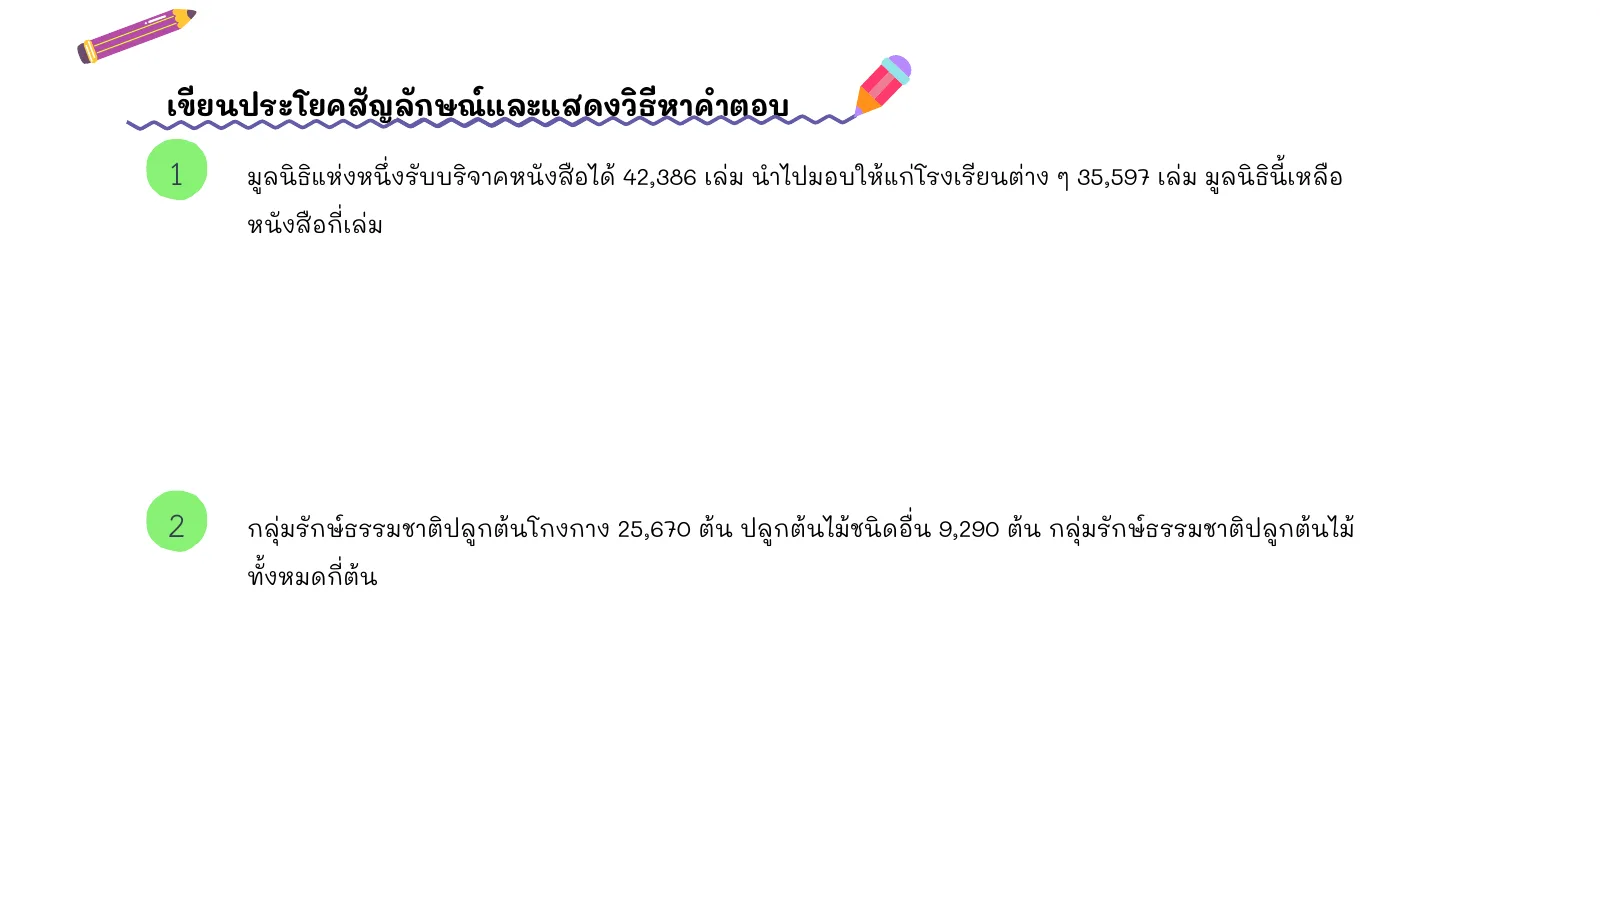 เขียนประโยคสัญลักษณ์และแสดงวิธีหาคำตอบ
1
มูลนิธิแห่งหนึ่งรับบริจาคหนังสือได้ 42,386 เล่ม นำไปมอบให้แก่โรงเรียนต่าง ๆ 35,597 เล่ม มูลนิธินี้เหลือ
หนังสือกี่เล่ม
2
กลุ่มรักษ์ธรรมชาติปลูกต้นโกงกาง 25,670 ต้น ปลูกต้นไม้ชนิดอื่น 9,290 ต้น กลุ่มรักษ์ธรรมชาติปลูกต้นไม้
ทั้งหมดกี่ต้น